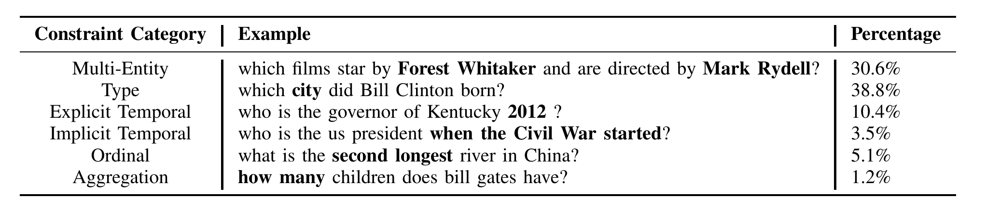 Constraint Category Example Percentage
Multi-Entity which films star by Forest Whitaker and are directed by Mark Rydell? 30.6%
Type which city did Bill Clinton born? 38.8%
Explicit Temporal who is the governor of Kentucky 2012 ? 10.4%
Implicit Temporal who is the us president when the Civil War started? 3.5%
Ordinal what is the second longest river in China? 5.1%
Aggregation how many children does bill gates have? 1.2%